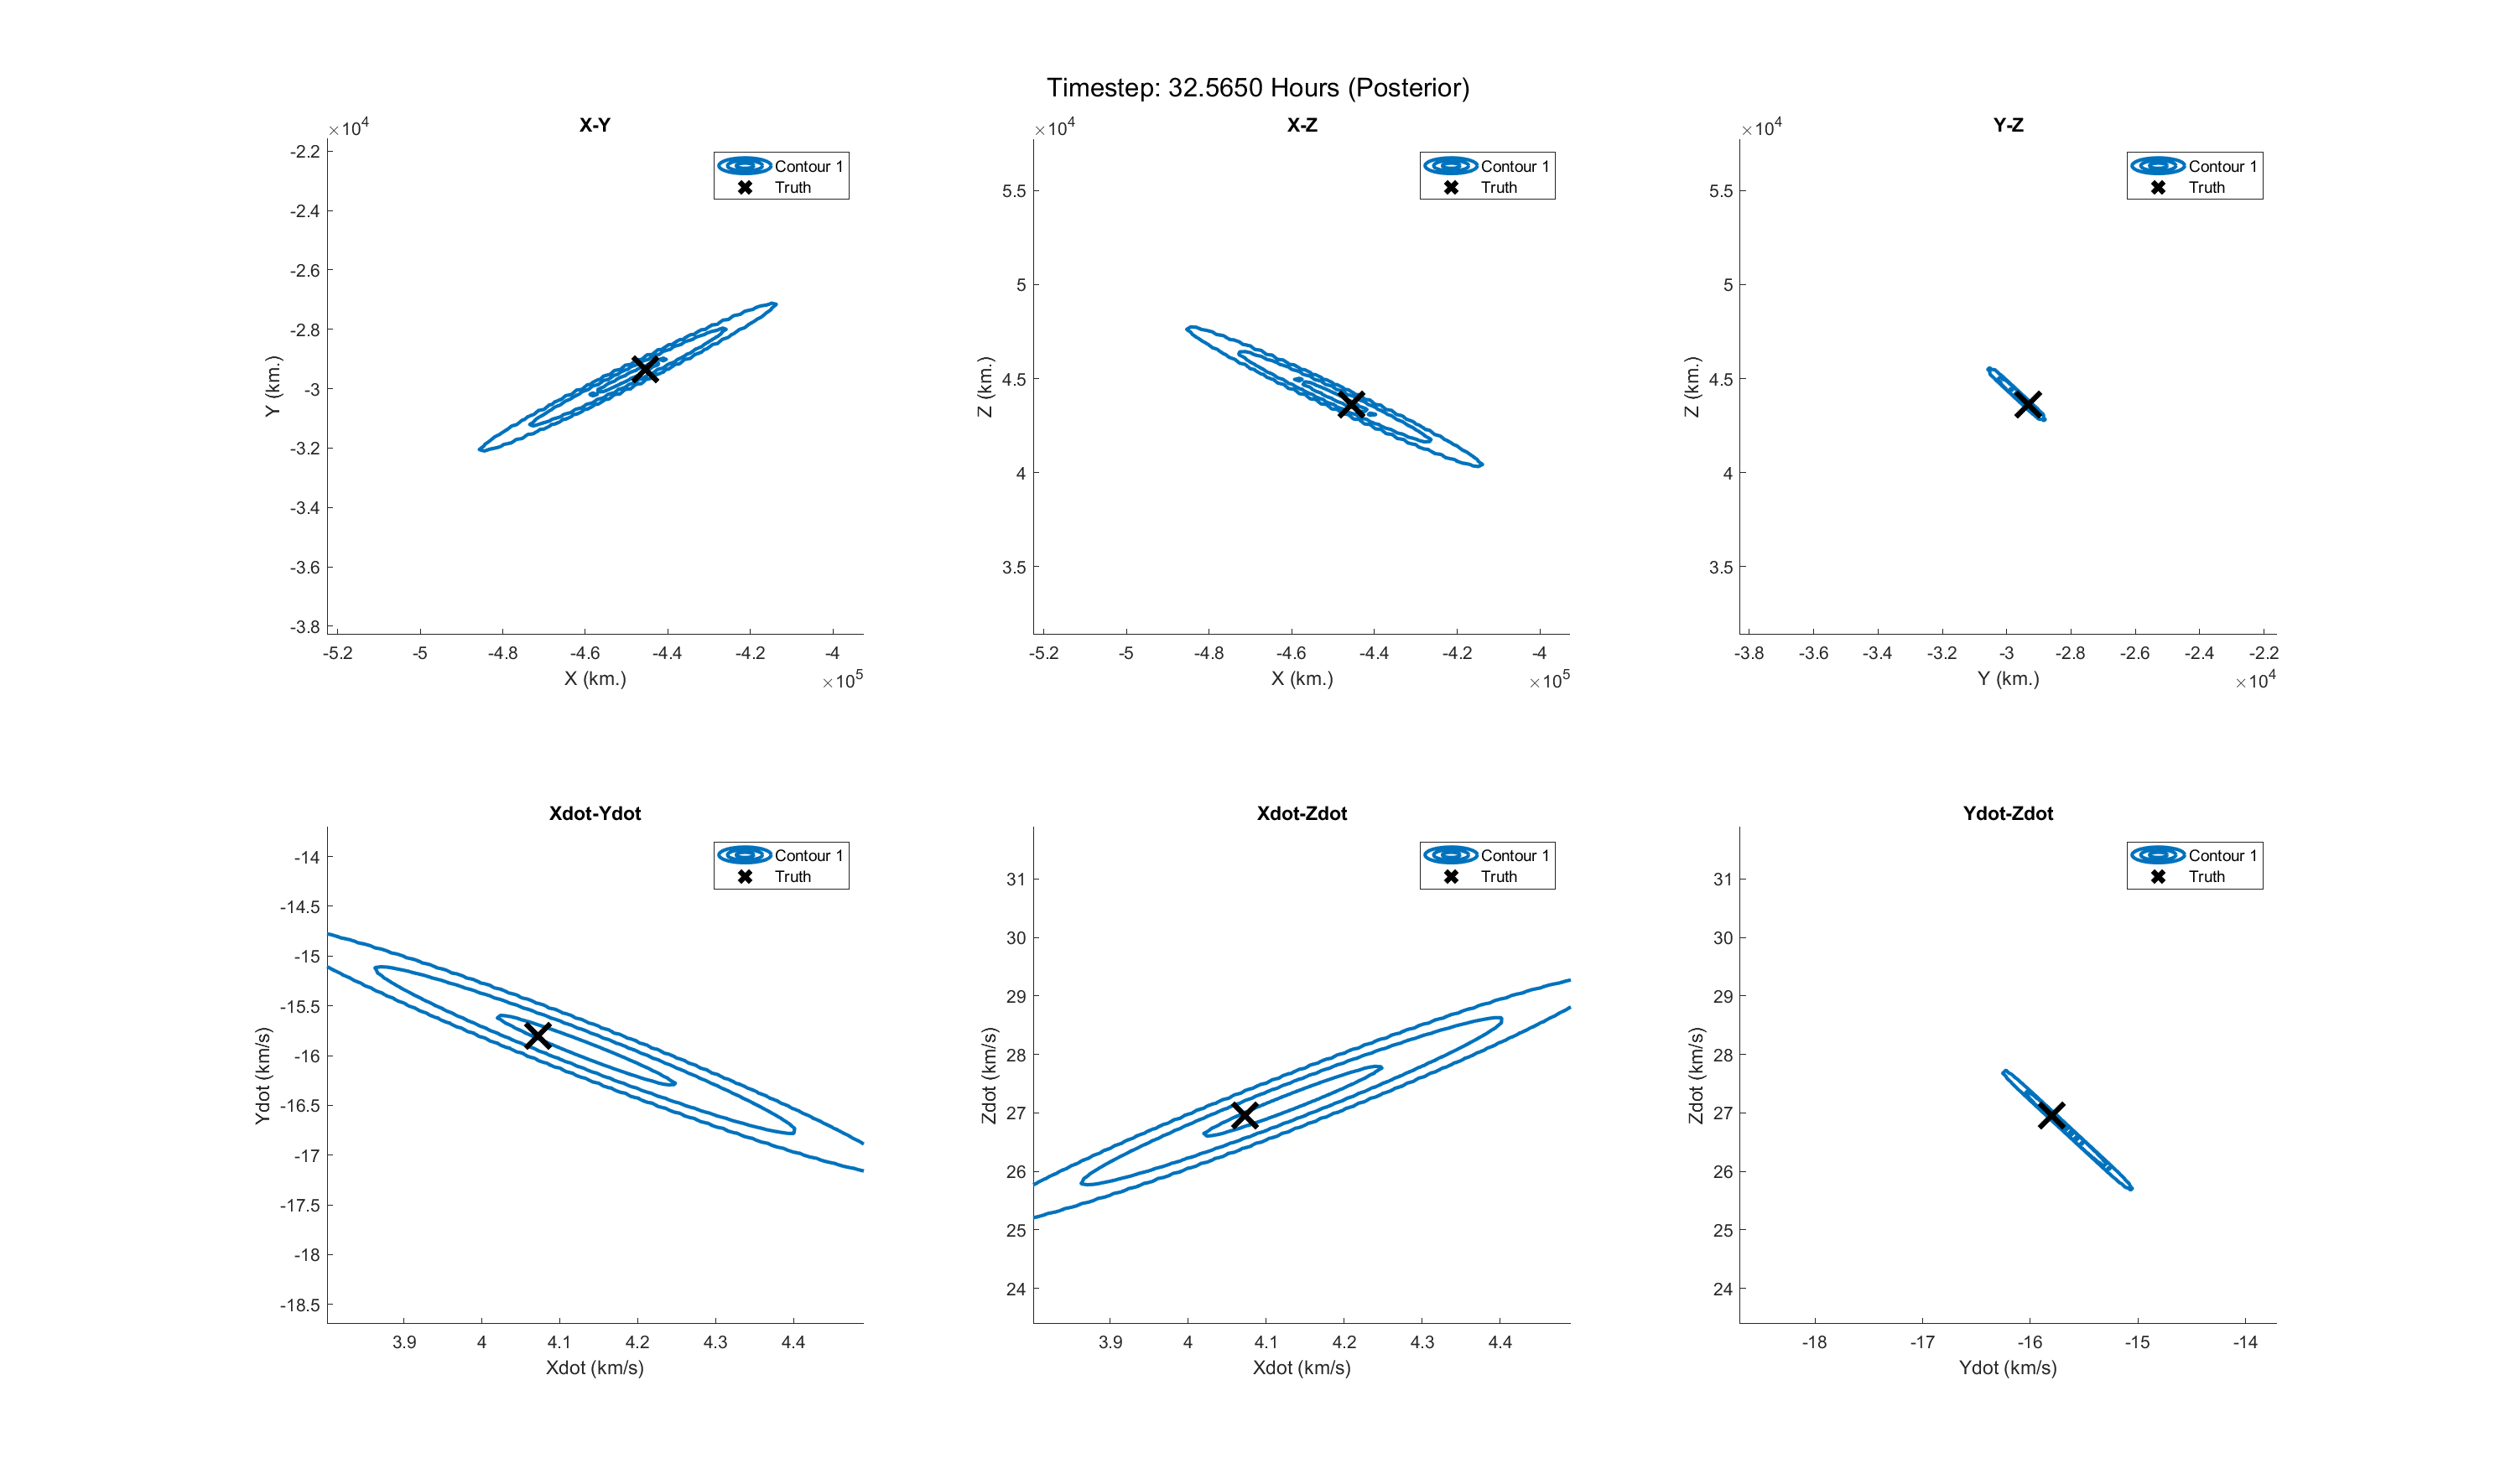 Timestep: 32.5650 Hours (Posterior)
X-Y
×10^4
-2.2
-2.4
-2.6
-2.8
-3
-3.2
-3.4
-3.6
-3.8
Y (km.)
-5.2 -5 -4.8 -4.6 -4.4 -4.2 -4
X (km.)
×10^5
Contour 1
Truth
X-Z
×10^4
5.5
5
4.5
4
3.5
Z (km.)
-5.2 -5 -4.8 -4.6 -4.4 -4.2 -4
X (km.)
×10^5
Contour 1
Truth
Y-Z
×10^4
5.5
5
4.5
4
3.5
Z (km.)
-3.8 -3.6 -3.4 -3.2 -3 -2.8 -2.6 -2.4 -2.2
Y (km.)
×10^4
Contour 1
Truth
Xdot-Ydot
-14
-14.5
-15
-15.5
-16
-16.5
-17
-17.5
-18
-18.5
Ydot (km/s)
3.9 4 4.1 4.2 4.3 4.4
Xdot (km/s)
Contour 1
Truth
Xdot-Zdot
31
30
29
28
27
26
25
24
Zdot (km/s)
3.9 4 4.1 4.2 4.3 4.4
Xdot (km/s)
Contour 1
Truth
Ydot-Zdot
31
30
29
28
27
26
25
24
Zdot (km/s)
-18 -17 -16 -15 -14
Ydot (km/s)
Contour 1
Truth